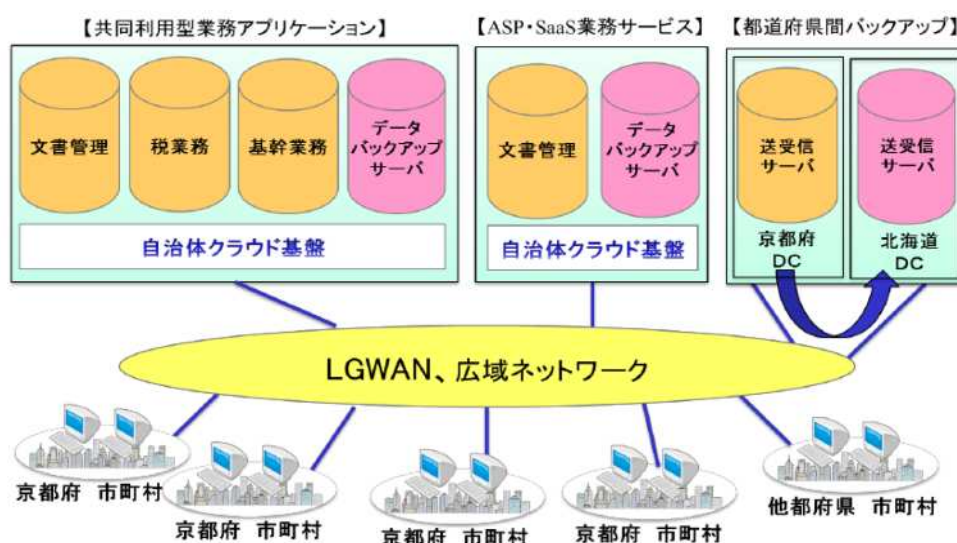 【共同利用型業務アプリケーション】
文書管理
税業務
基幹業務
データ
バックアップ
サーバ
自治体クラウド基盤
【ASP・SaaS業務サービス】
文書管理
データ
バックアップ
サーバ
自治体クラウド基盤
【都道府県間バックアップ】
送受信
サーバ
京都府
DC
送受信
サーバ
北海道
DC
LGWAN、広域ネットワーク
京都府 市町村
京都府 市町村
京都府 市町村
京都府 市町村
他都府県 市町村